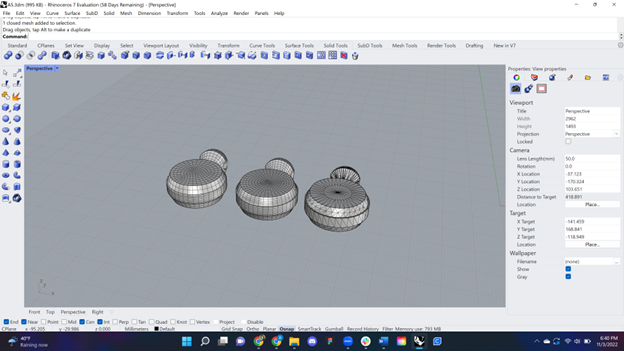 AS.3dm (995 KB) - Rhinoceros 7 Evaluation (58 Days Remaining) - [Perspective]
File Edit View Curve Surface SubD Solid Mesh Dimension Transform Tools Analyze Render Panels Help
1 closed mesh added to selection.
Drag objects, tap Alt to make a duplicate
Command:
Standard CPlanes Set View Display Select Viewport Layout Visibility Transform Curve Tools Surface Tools Solid Tools SubD Tools Mesh Tools Render Tools Drafting New in V7
Perspective
Properties: View properties
Viewport
Title Perspective
Width 2962
Height 1493
Projection Perspective
Locked
Camera
Lens Length(mm) 50.0
Rotation 0.0
X Location -37.123
Y Location -170.324
Z Location 103.651
Distance to Target 418.891
Location Place...
Target
X Target -141.459
Y Target 168.841
Z Target -118.949
Location Place...
Wallpaper
Filename (none)
Show
Gray
Front Top Perspective Right
End Near Point Mid Cen Int Perp Tan Quad Knot Vertex Project Disable
CPlane x -95.205 y -29.986 z 0.000 Millimeters Default Grid Snap Ortho Planar Osnap SmartTrack Gumball Record History Filter Memory use: 793 MB
40°F
Raining now
6:40 PM
11/3/2022